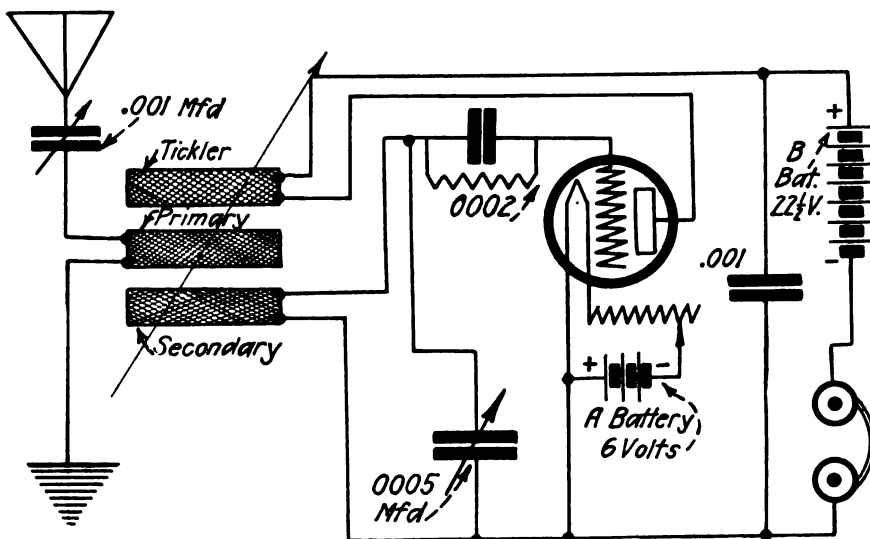 .001 Mfd
Tickler
Primary
Secondary
0002
+
B
Bat.
22½V.
-
.001
+ -
A Battery
6 Volts
0005
Mfd